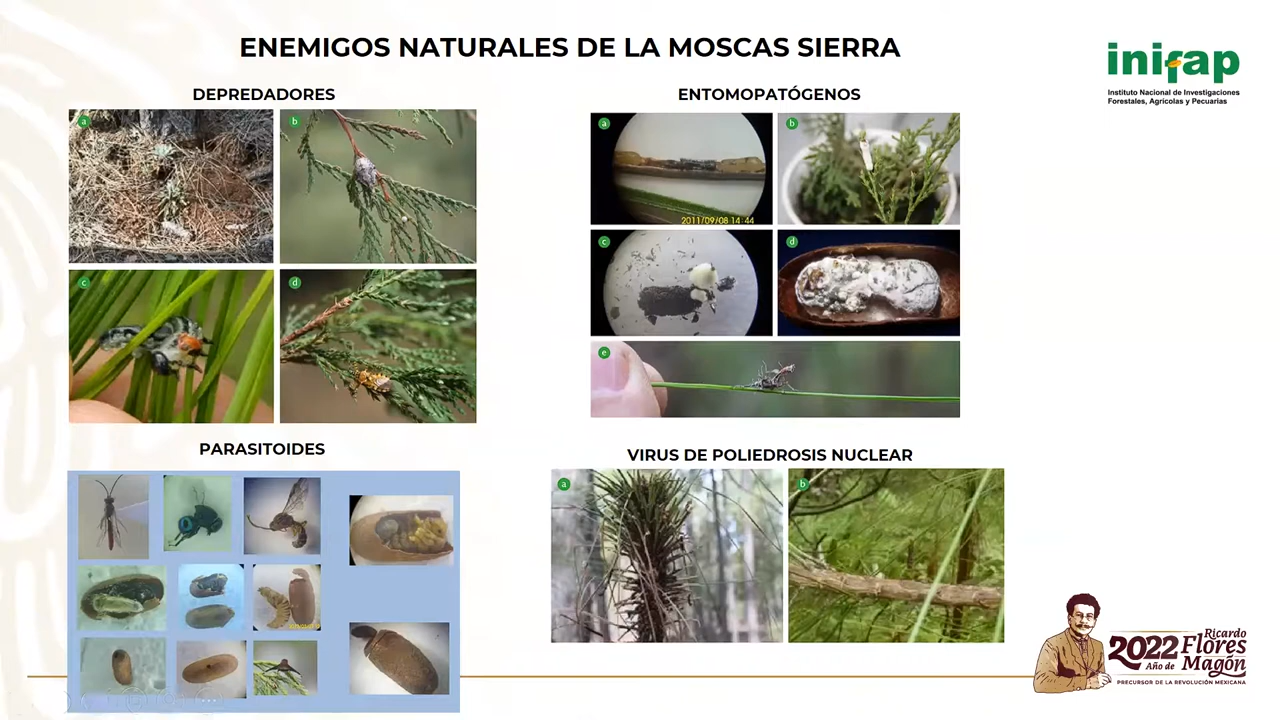 ENEMIGOS NATURALES DE LA MOSCAS SIERRA
inifap
Instituto Nacional de Investigaciones
Forestales, Agrícolas y Pecuarias
DEPREDADORES
a
b
c
d
ENTOMOPATÓGENOS
a
2011/09/08 14:44
b
c
d
e
PARASITOIDES
VIRUS DE POLIEDROSIS NUCLEAR
a
b
2022
Año de
Ricardo
Flores
Magón
PRECURSOR DE LA REVOLUCIÓN MEXICANA